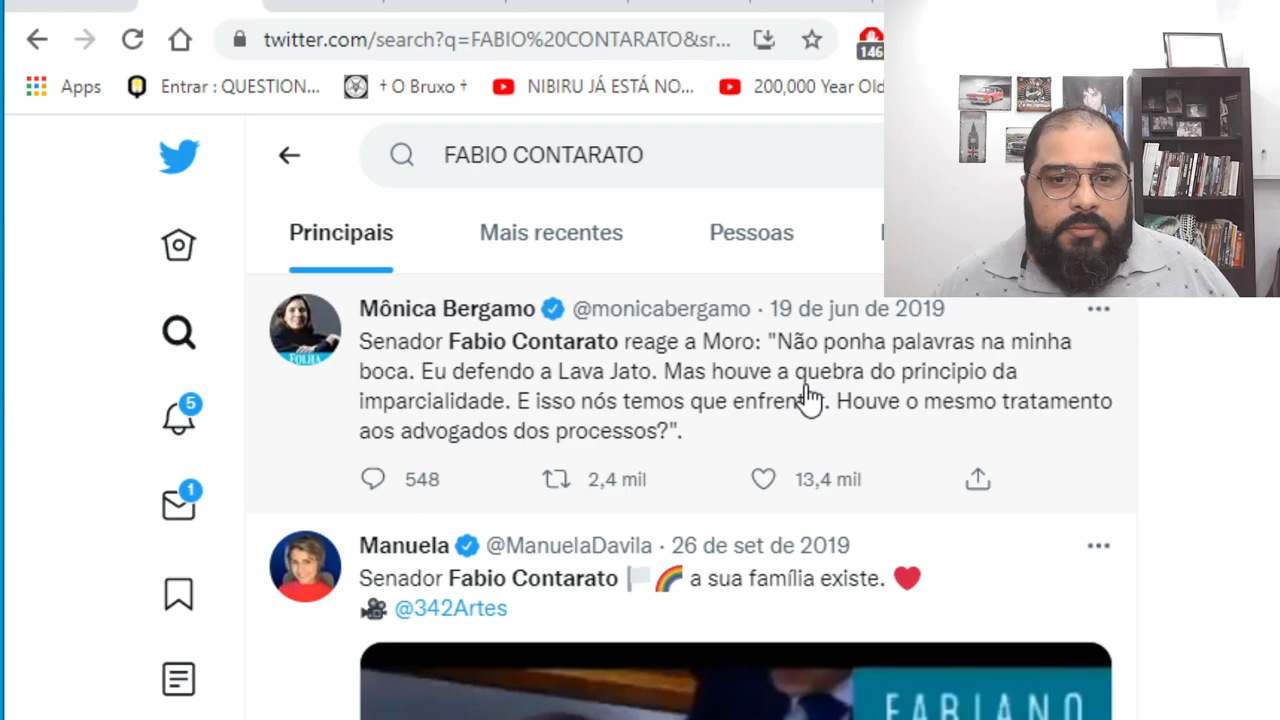 twitter.com/search?q=FABIO%20CONTARATO&sr...
146
Apps
Entrar : QUESTION...
† O Bruxo †
NIBIRU JÁ ESTÁ NO...
200,000 Year Old
FABIO CONTARATO
Principais
Mais recentes
Pessoas
Mônica Bergamo @monicabergamo · 19 de jun de 2019
Senador Fabio Contarato reage a Moro: "Não ponha palavras na minha
boca. Eu defendo a Lava Jato. Mas houve a quebra do principio da
imparcialidade. E isso nós temos que . Houve o mesmo tratamento
aos advogados dos processos?".
FOLHA
548
2,4 mil
13,4 mil
5
1
Manuela @ManuelaDavila · 26 de set de 2019
Senador Fabio Contarato 🏳️🌈 a sua família existe. ❤️
🎥 @342Artes
FABIANO